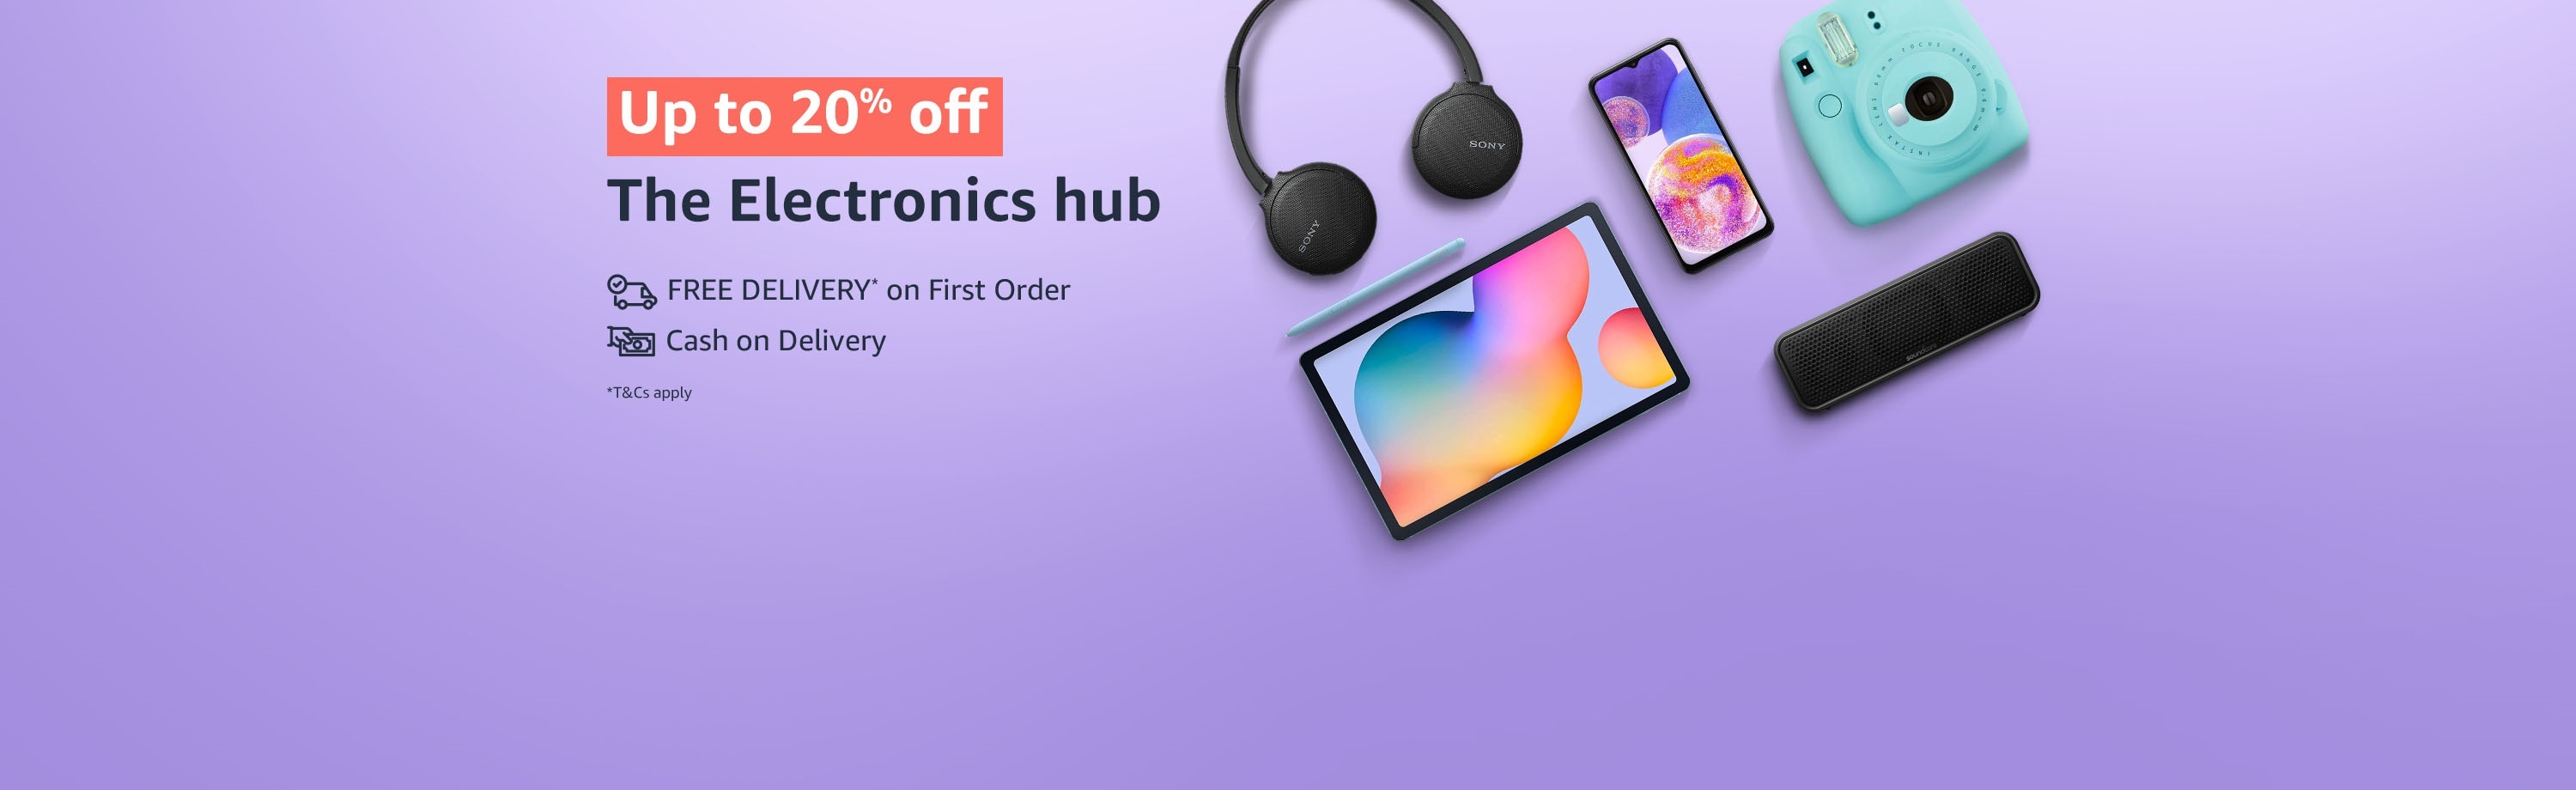 Up to 20% off
The Electronics hub
FREE DELIVERY* on First Order
Cash on Delivery
*T&Cs apply
SONY
SONY